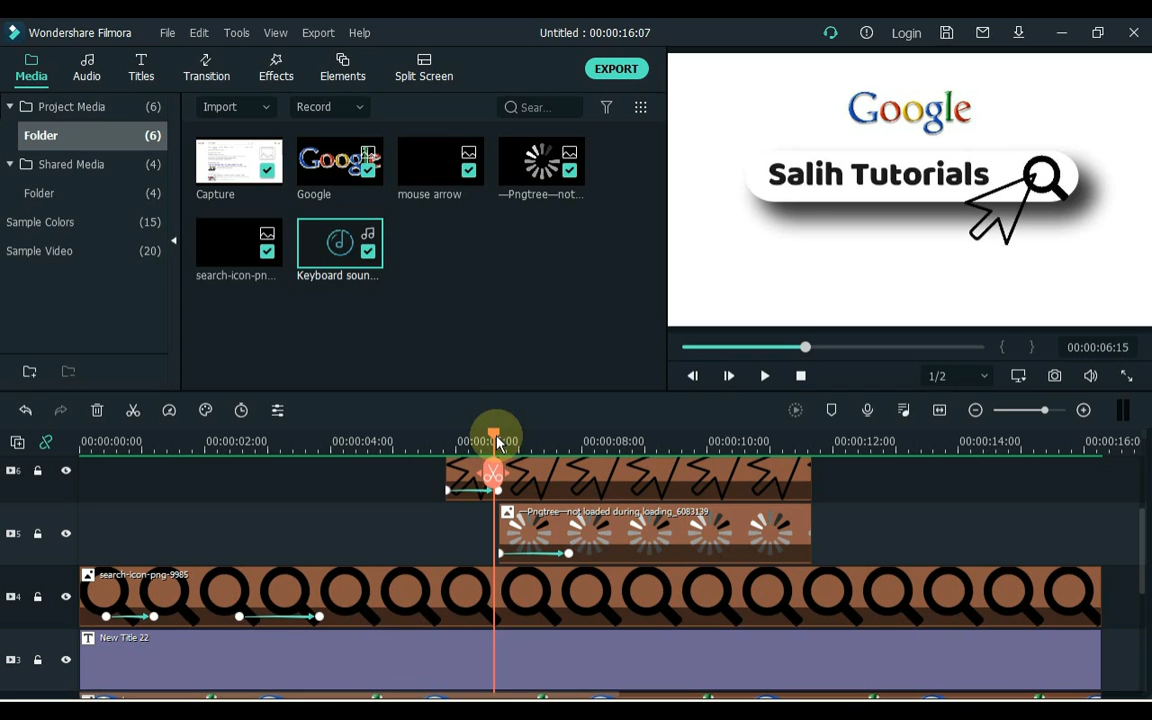 Wondershare Filmora File Edit Tools View Export Help Untitled : 00:00:16:07 Login
Media Audio Titles Transition Effects Elements Split Screen EXPORT
Project Media (6)
Folder (6)
Shared Media (4)
Folder (4)
Sample Colors (15)
Sample Video (20)
Import Record Sear...
Capture Google mouse arrow —Pngtree—not...
search-icon-pn... Keyboard soun...
Google
Salih Tutorials
{ } 00:00:06:15
1/2
00:00:00:00 00:00:02:00 00:00:04:00 00:00:08:00 00:00:10:00 00:00:12:00 00:00:14:00 00:00:16:0
6
5 —Pngtree—not loaded during loading_6083139
4 search-icon-png-9985
3 T New Title 22